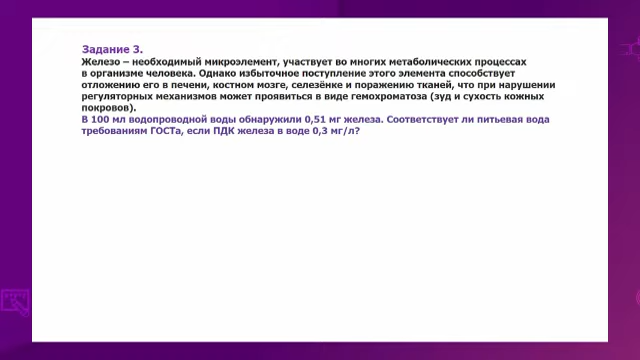 Задание 3.
Железо – необходимый микроэлемент, участвует во многих метаболических процессах
в организме человека. Однако избыточное поступление этого элемента способствует
отложению его в печени, костном мозге, селезёнке и поражению тканей, что при нарушении
регуляторных механизмов может проявиться в виде гемохроматоза (зуд и сухость кожных
покровов).
В 100 мл водопроводной воды обнаружили 0,51 мг железа. Соответствует ли питьевая вода
требованиям ГОСТа, если ПДК железа в воде 0,3 мг/л?